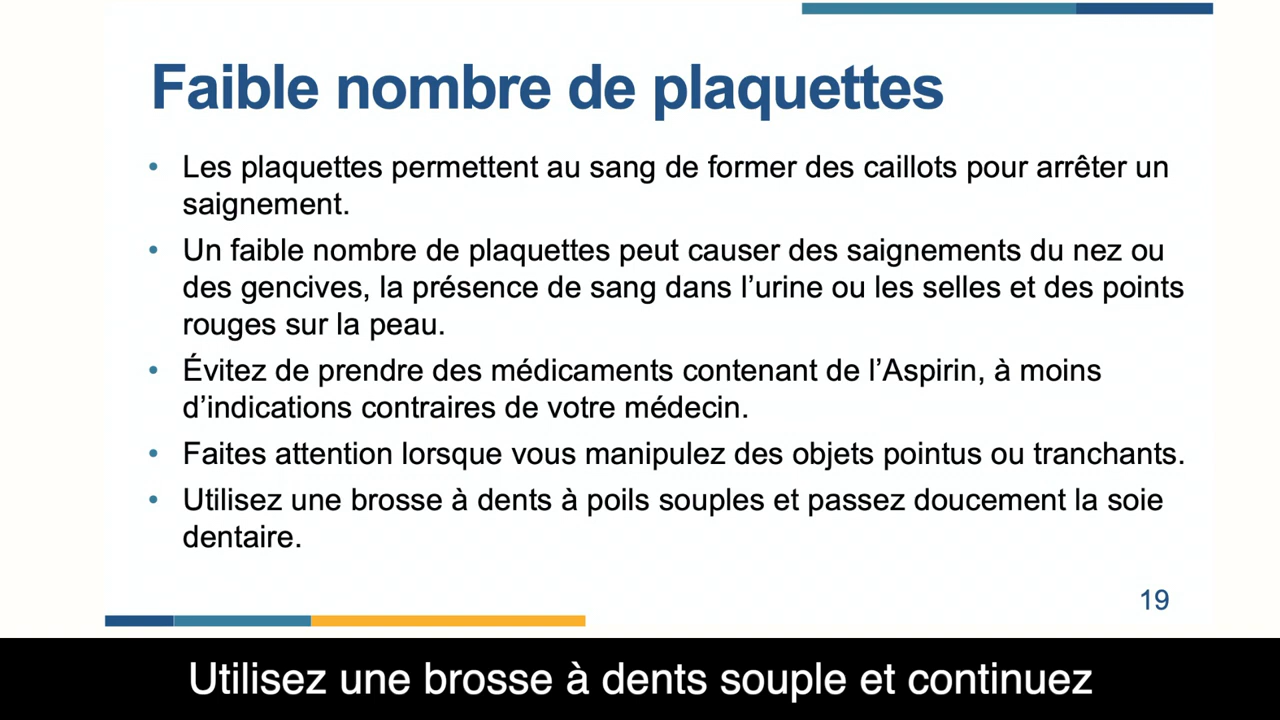 Faible nombre de plaquettes
• Les plaquettes permettent au sang de former des caillots pour arrêter un
saignement.
• Un faible nombre de plaquettes peut causer des saignements du nez ou
des gencives, la présence de sang dans l’urine ou les selles et des points
rouges sur la peau.
• Évitez de prendre des médicaments contenant de l’Aspirin, à moins
d’indications contraires de votre médecin.
• Faites attention lorsque vous manipulez des objets pointus ou tranchants.
• Utilisez une brosse à dents à poils souples et passez doucement la soie
dentaire.
19
Utilisez une brosse à dents souple et continuez